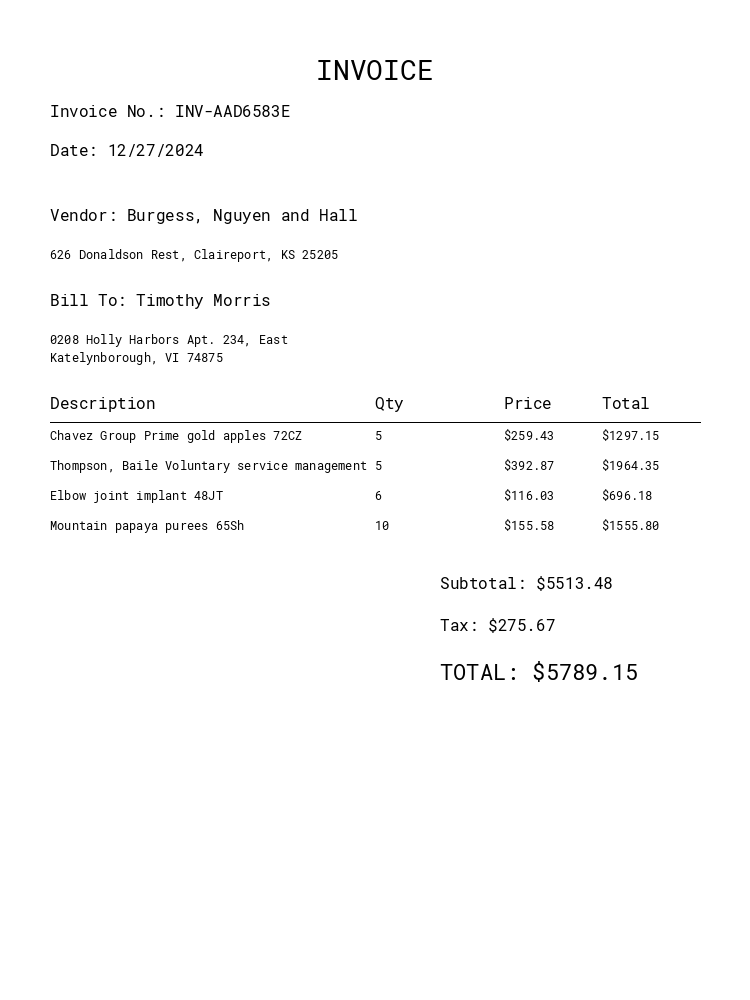 INVOICE
Invoice No.: INV-AAD6583E
Date: 12/27/2024
Vendor: Burgess, Nguyen and Hall
626 Donaldson Rest, Claireport, KS 25205
Bill To: Timothy Morris
0208 Holly Harbors Apt. 234, East
Katelynborough, VI 74875
Description Qty Price Total
Chavez Group Prime gold apples 72CZ 5 $259.43 $1297.15
Thompson, Baile Voluntary service management 5 $392.87 $1964.35
Elbow joint implant 48JT 6 $116.03 $696.18
Mountain papaya purees 65Sh 10 $155.58 $1555.80
Subtotal: $5513.48
Tax: $275.67
TOTAL: $5789.15